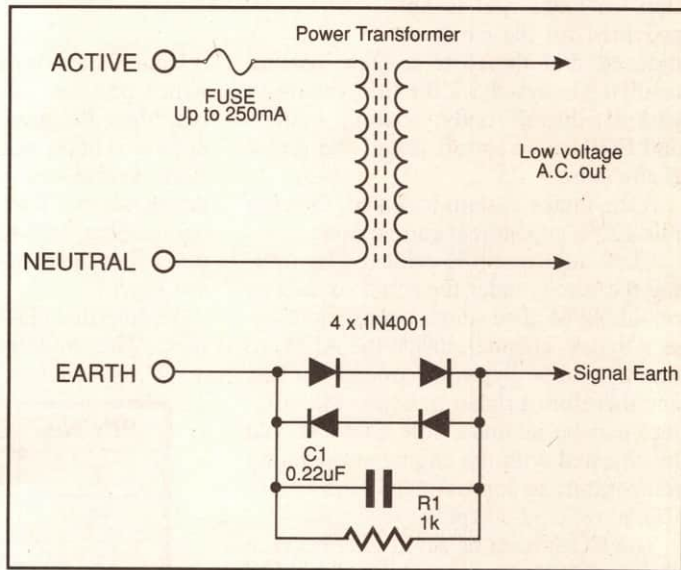 Power Transformer
ACTIVE
FUSE
Up to 250mA
Low voltage
A.C. out
NEUTRAL
4 x 1N4001
EARTH
Signal Earth
C1
0.22uF
R1
1k